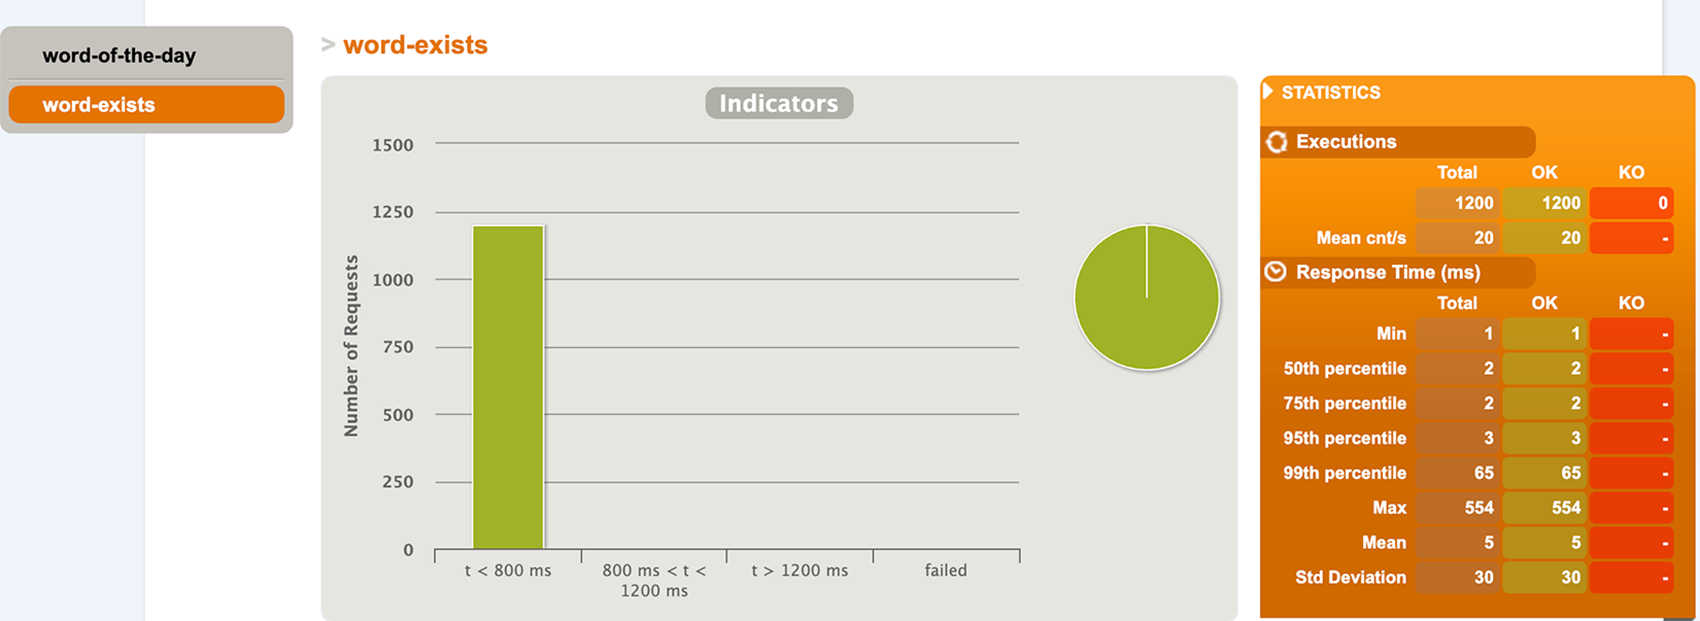 word-of-the-day
word-exists
> word-exists
Indicators
1500
1250
1000
750
500
250
0
Number of Requests
t < 800 ms
800 ms < t <
1200 ms
t > 1200 ms
failed
STATISTICS
Executions
Total OK KO
1200 1200 0
Mean cnt/s 20 20 -
Response Time (ms)
Total OK KO
Min 1 1 -
50th percentile 2 2 -
75th percentile 2 2 -
95th percentile 3 3 -
99th percentile 65 65 -
Max 554 554 -
Mean 5 5 -
Std Deviation 30 30 -